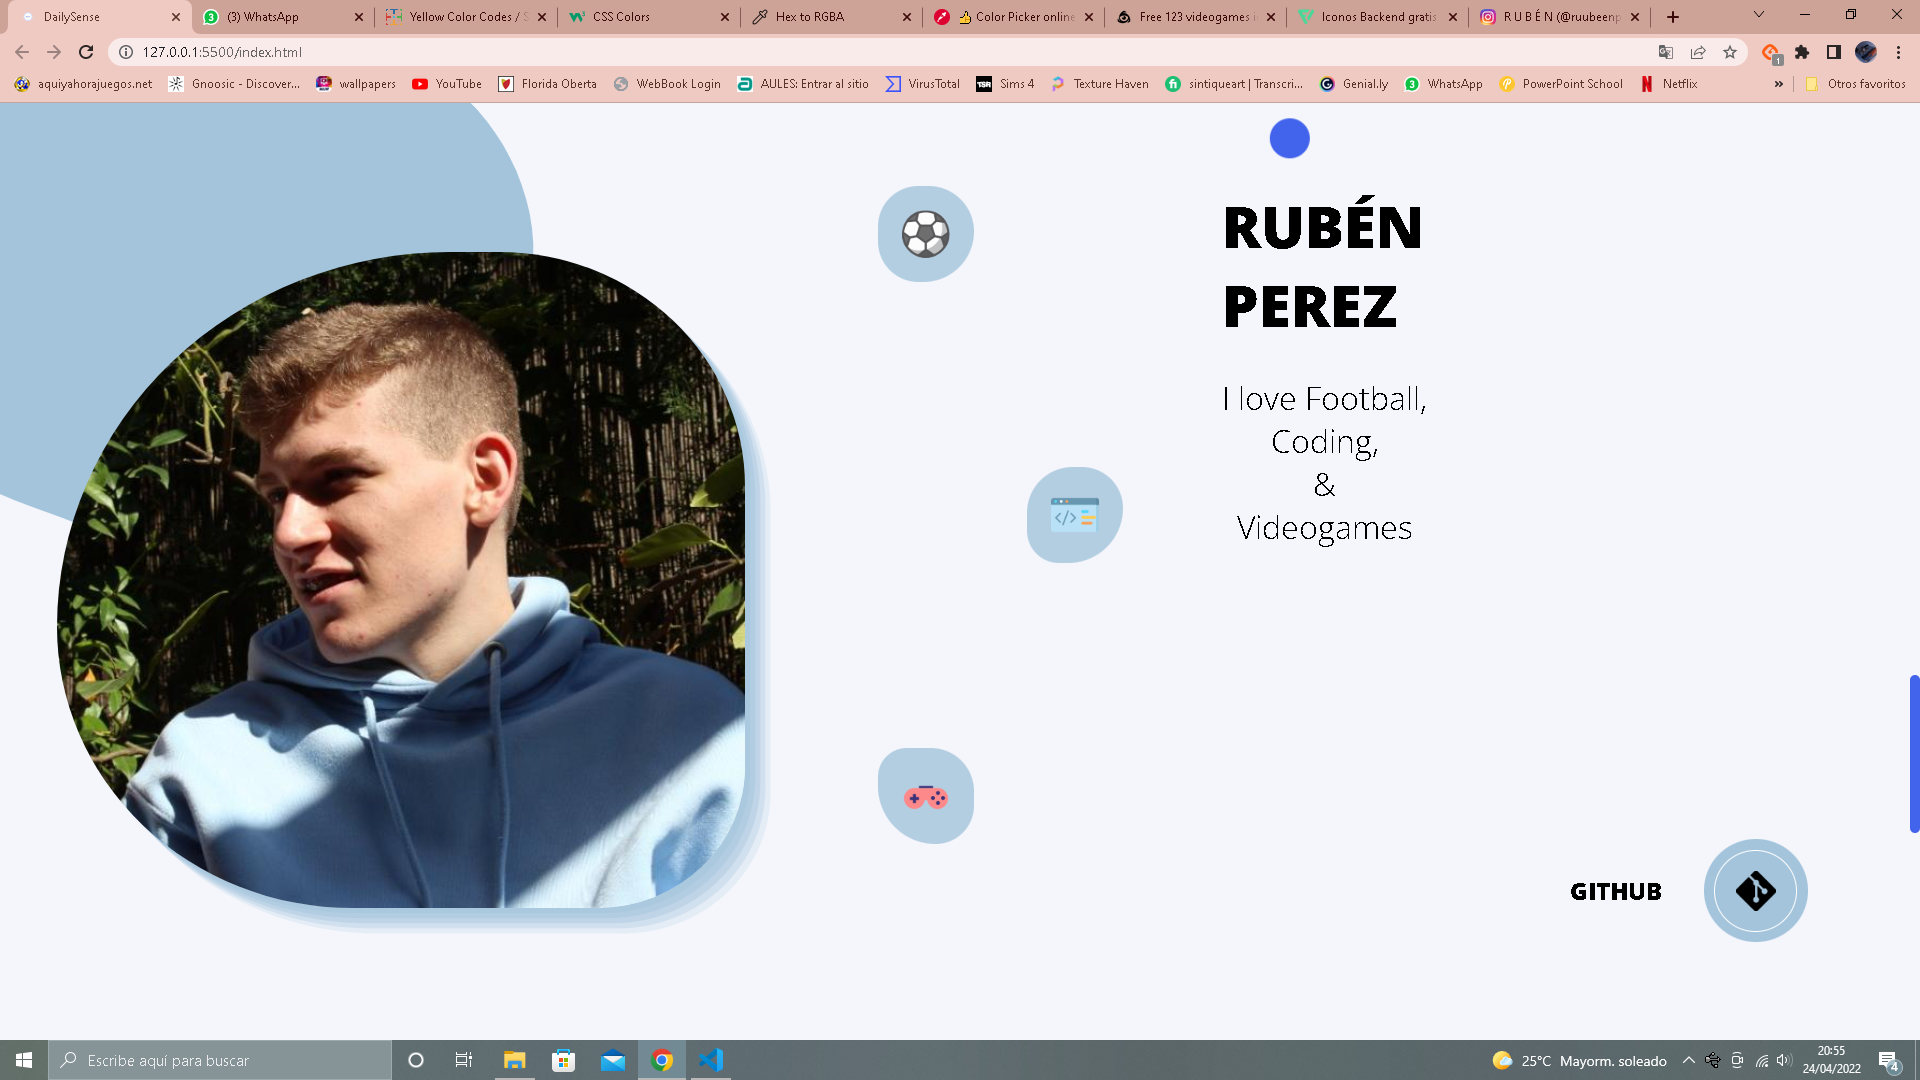 DailySense
(3) WhatsApp
Yellow Color Codes / S
CSS Colors
Hex to RGBA
Color Picker online
Free 123 videogames i
Iconos Backend gratis
R U B É N (@ruubeenp
127.0.0.1:5500/index.html
1
aquiyahorajuegos.net
Gnoosic - Discover...
wallpapers
YouTube
Florida Oberta
WebBook Login
AULES: Entrar al sitio
VirusTotal
Sims 4
Texture Haven
sintiqueart | Transcri...
Genial.ly
WhatsApp
PowerPoint School
Netflix
»
Otros favoritos
RUBÉN
PEREZ
I love Football,
Coding,
&
Videogames
GITHUB
Escribe aquí para buscar
25°C Mayorm. soleado
20:55
24/04/2022
4